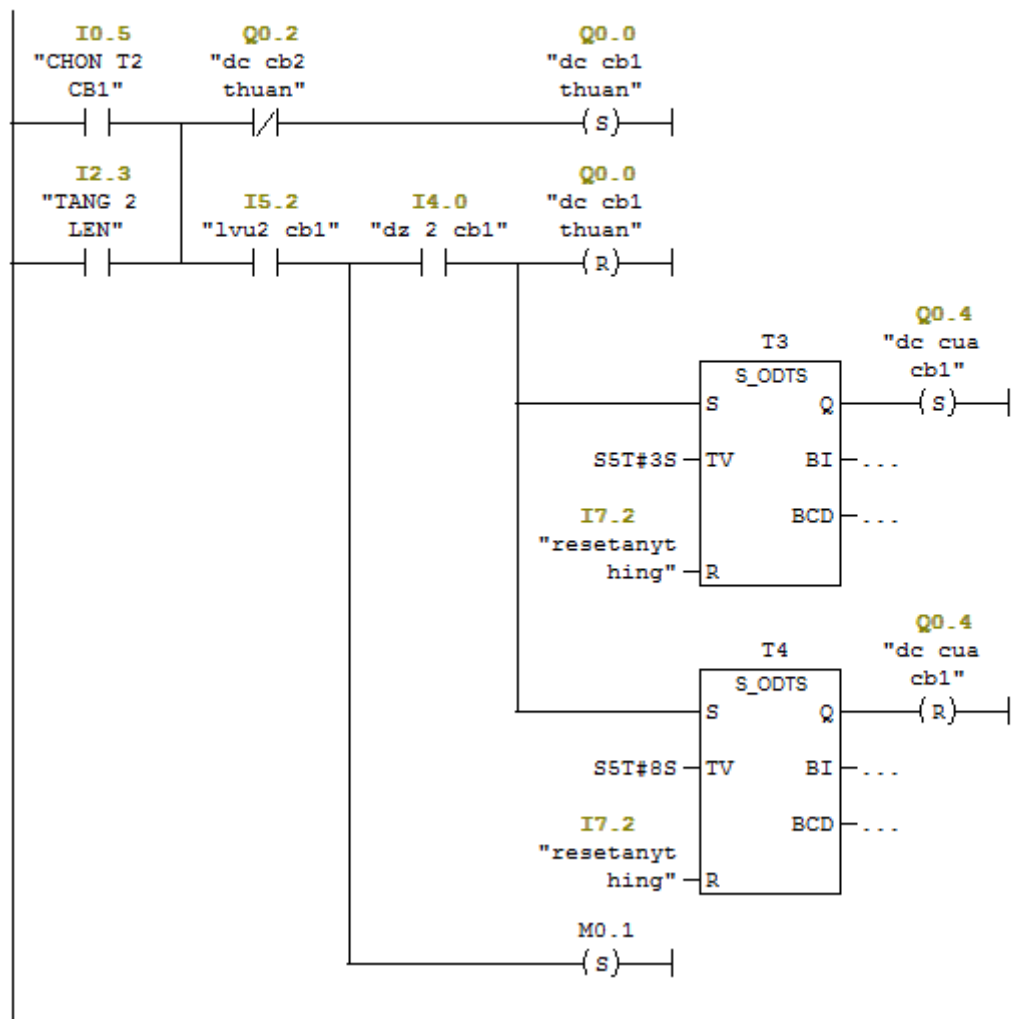 I0.5 Q0.2 Q0.0
"CHON T2 "dc cb2 "dc cb1
CB1" thuan" thuan"
S
I2.3 Q0.0
"TANG 2 I5.2 I4.0 "dc cb1
LEN" "lvu2 cb1" "dz 2 cb1" thuan"
R
Q0.4
T3 "dc cua
S_ODTS cb1"
S Q S
S5T#3S TV BI ...
I7.2 BCD ...
"resetanyt
hing" R
Q0.4
T4 "dc cua
S_ODTS cb1"
S Q R
S5T#8S TV BI ...
I7.2 BCD ...
"resetanyt
hing" R
M0.1
S